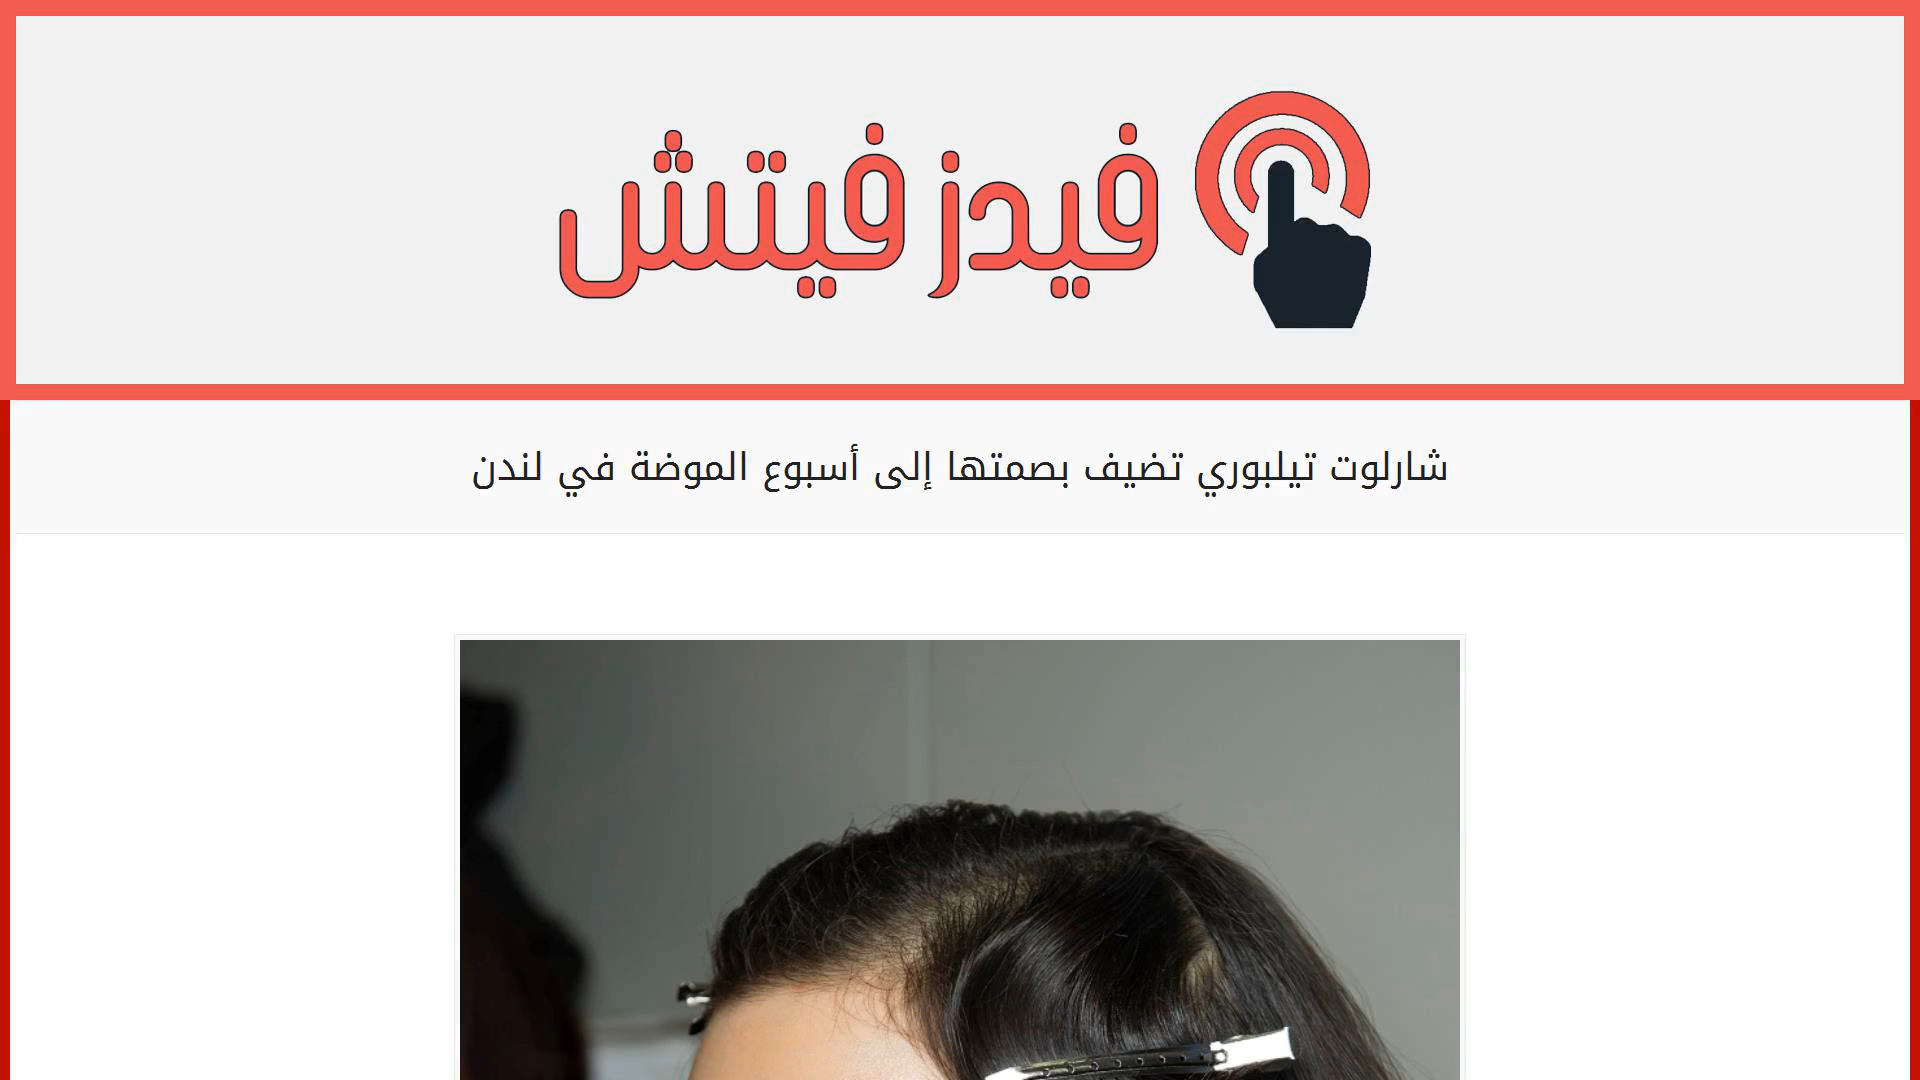 فيدز فيتش
شارلوت تيلبوري تضيف بصمتها إلى أسبوع الموضة في لندن